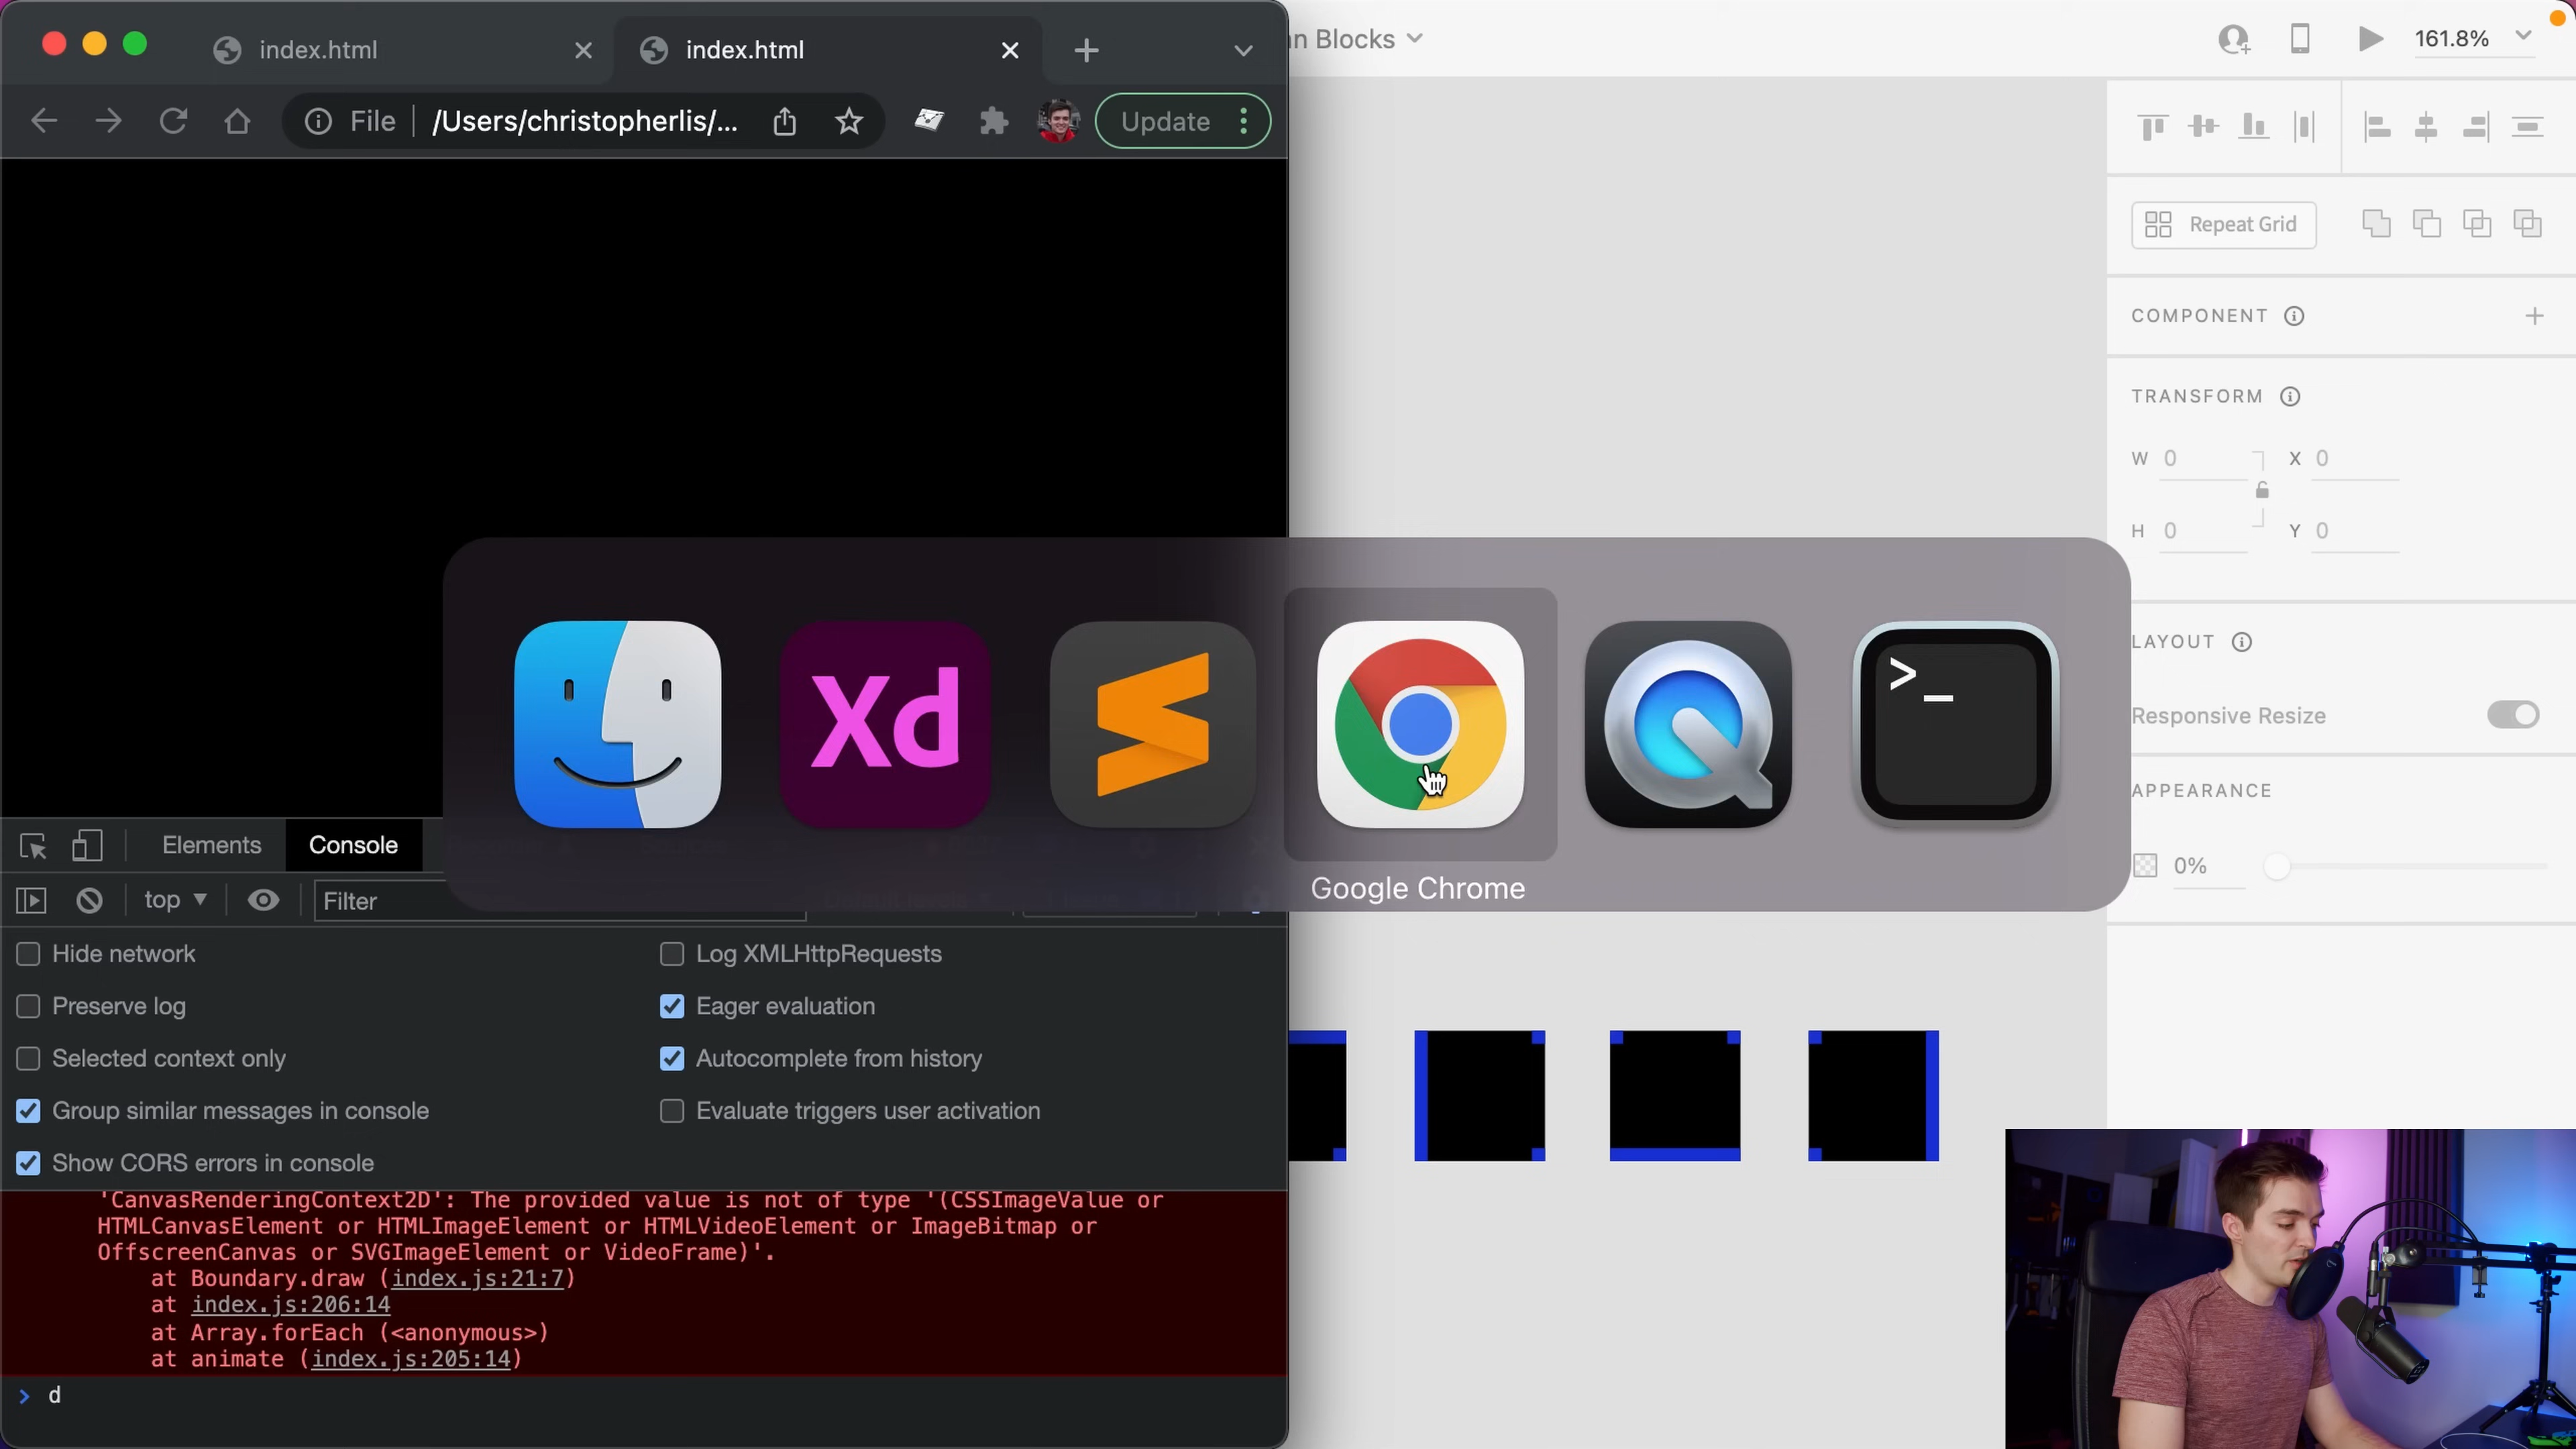 index.html
index.html
n Blocks
161.8%
File
/Users/christopherlis/...
Update
Repeat Grid
COMPONENT
TRANSFORM
W 0
X 0
H 0
Y 0
Xd
>_
LAYOUT
Responsive Resize
APPEARANCE
0%
Elements
Console
Google Chrome
top
Filter
Hide network
Log XMLHttpRequests
Preserve log
Eager evaluation
Selected context only
Autocomplete from history
Group similar messages in console
Evaluate triggers user activation
Show CORS errors in console
'CanvasRenderingContext2D': The provided value is not of type '(CSSImageValue or
HTMLCanvasElement or HTMLImageElement or HTMLVideoElement or ImageBitmap or
OffscreenCanvas or SVGImageElement or VideoFrame)'.
at Boundary.draw (index.js:21:7)
at index.js:206:14
at Array.forEach (<anonymous>)
at animate (index.js:205:14)
> d